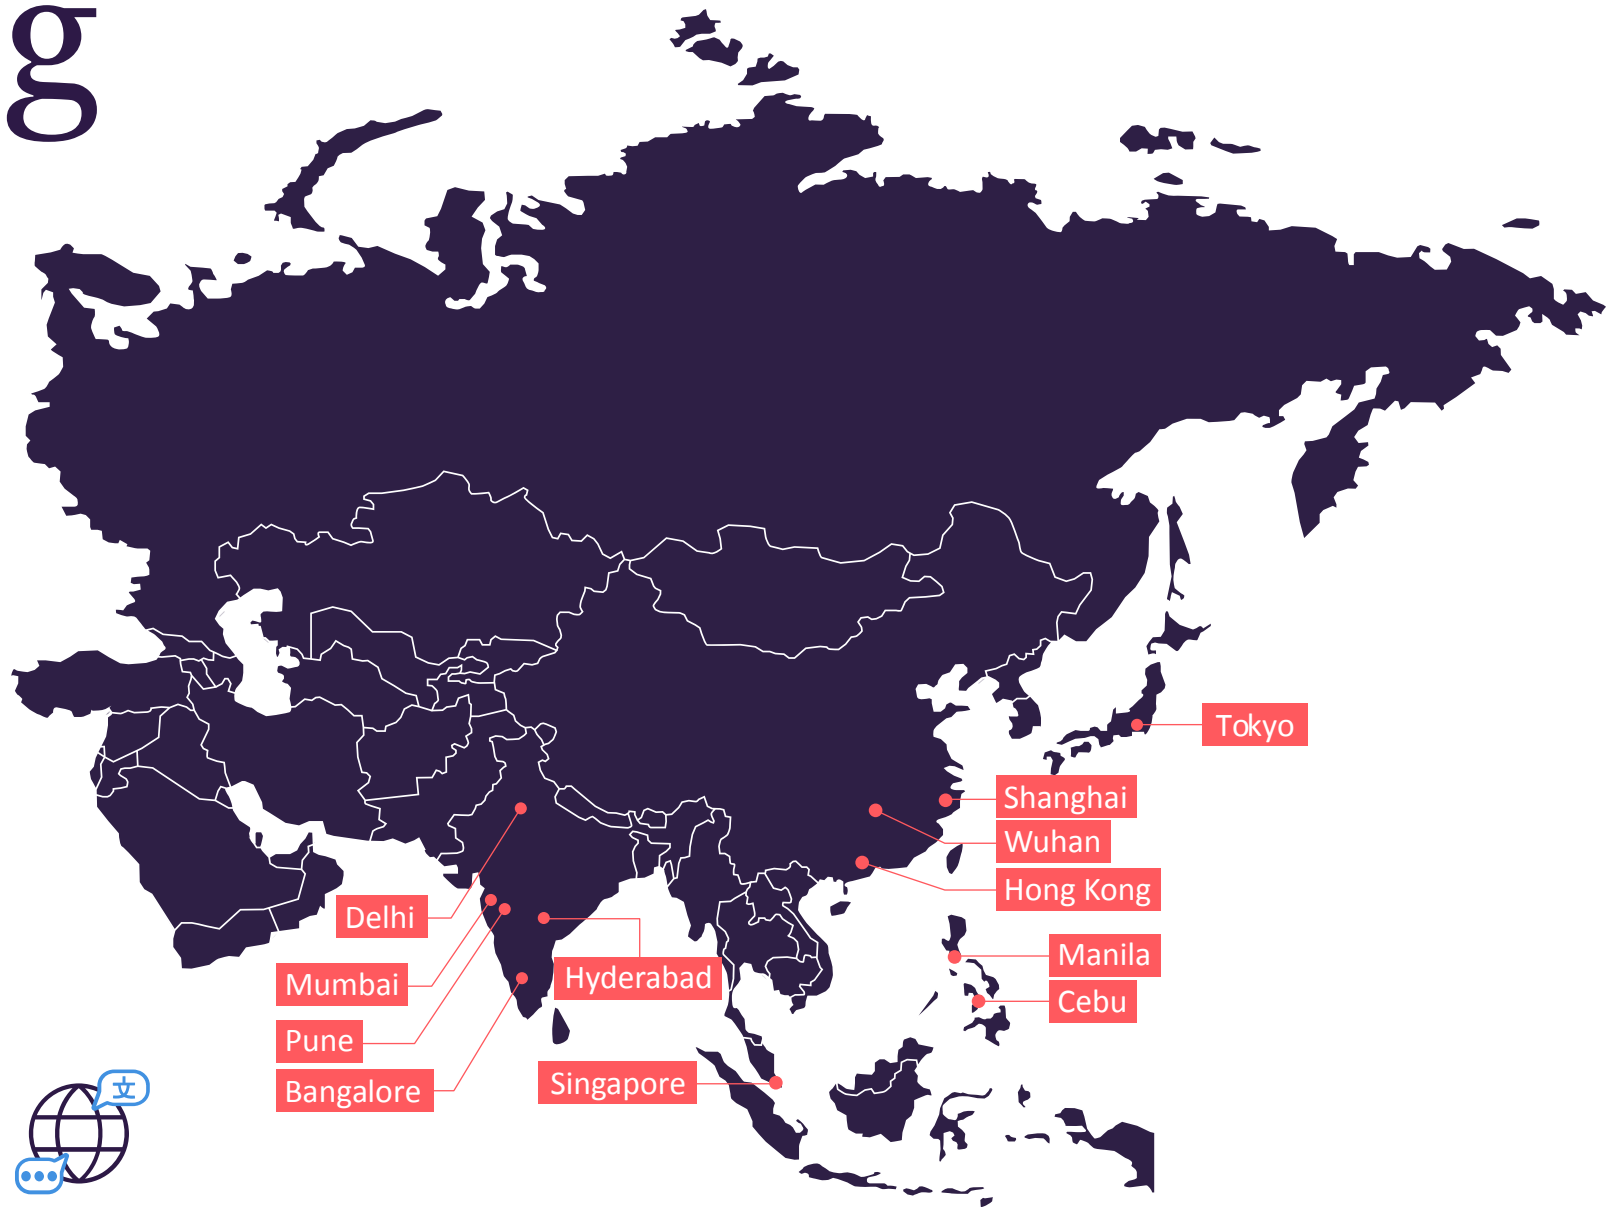 g
Tokyo
Shanghai
Wuhan
Hong Kong
Delhi
Manila
Mumbai
Hyderabad
Cebu
Pune
Bangalore
Singapore
文